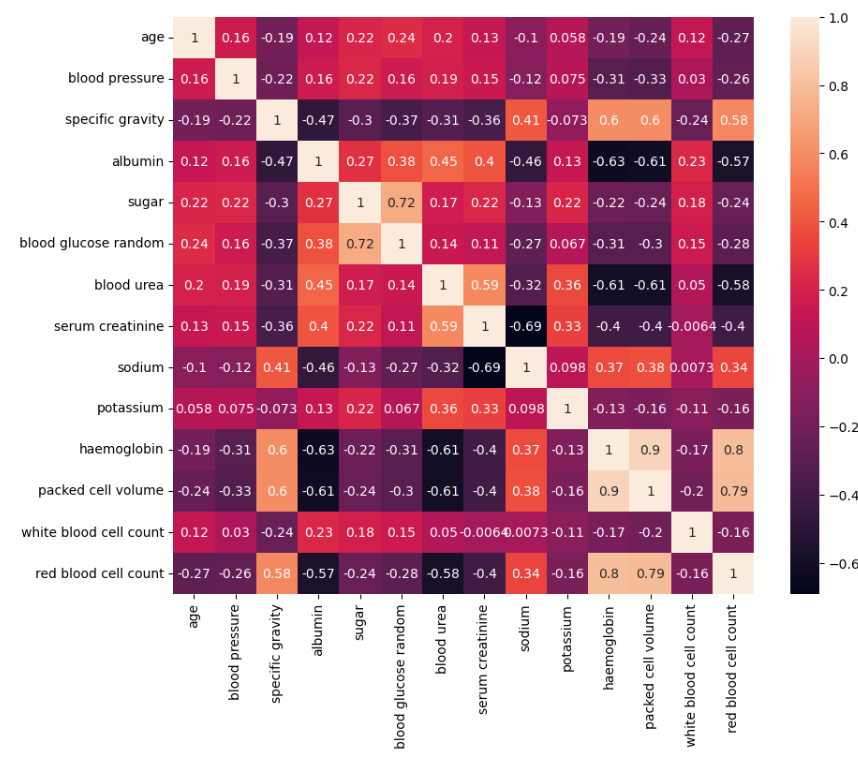 age 1 0.16 -0.19 0.12 0.22 0.24 0.2 0.13 -0.1 0.058 -0.19 -0.24 0.12 -0.27
blood pressure 0.16 1 -0.22 0.16 0.22 0.16 0.19 0.15 -0.12 0.075 -0.31 -0.33 0.03 -0.26
specific gravity -0.19 -0.22 1 -0.47 -0.3 -0.37 -0.31 -0.36 0.41 -0.073 0.6 0.6 -0.24 0.58
albumin 0.12 0.16 -0.47 1 0.27 0.38 0.45 0.4 -0.46 0.13 -0.63 -0.61 0.23 -0.57
sugar 0.22 0.22 -0.3 0.27 1 0.72 0.17 0.22 -0.13 0.22 -0.22 -0.24 0.18 -0.24
blood glucose random 0.24 0.16 -0.37 0.38 0.72 1 0.14 0.11 -0.27 0.067 -0.31 -0.3 0.15 -0.28
blood urea 0.2 0.19 -0.31 0.45 0.17 0.14 1 0.59 -0.32 0.36 -0.61 -0.61 0.05 -0.58
serum creatinine 0.13 0.15 -0.36 0.4 0.22 0.11 0.59 1 -0.69 0.33 -0.4 -0.4 -0.0064 -0.4
sodium -0.1 -0.12 0.41 -0.46 -0.13 -0.27 -0.32 -0.69 1 0.098 0.37 0.38 0.0073 0.34
potassium 0.058 0.075 -0.073 0.13 0.22 0.067 0.36 0.33 0.098 1 -0.13 -0.16 -0.11 -0.16
haemoglobin -0.19 -0.31 0.6 -0.63 -0.22 -0.31 -0.61 -0.4 0.37 -0.13 1 0.9 -0.17 0.8
packed cell volume -0.24 -0.33 0.6 -0.61 -0.24 -0.3 -0.61 -0.4 0.38 -0.16 0.9 1 -0.2 0.79
white blood cell count 0.12 0.03 -0.24 0.23 0.18 0.15 0.05 -0.0064 0.0073 -0.11 -0.17 -0.2 1 -0.16
red blood cell count -0.27 -0.26 0.58 -0.57 -0.24 -0.28 -0.58 -0.4 0.34 -0.16 0.8 0.79 -0.16 1
age
blood pressure
specific gravity
albumin
sugar
blood glucose random
blood urea
serum creatinine
sodium
potassium
haemoglobin
packed cell volume
white blood cell count
red blood cell count
1.0
0.8
0.6
0.4
0.2
0.0
−0.2
−0.4
−0.6